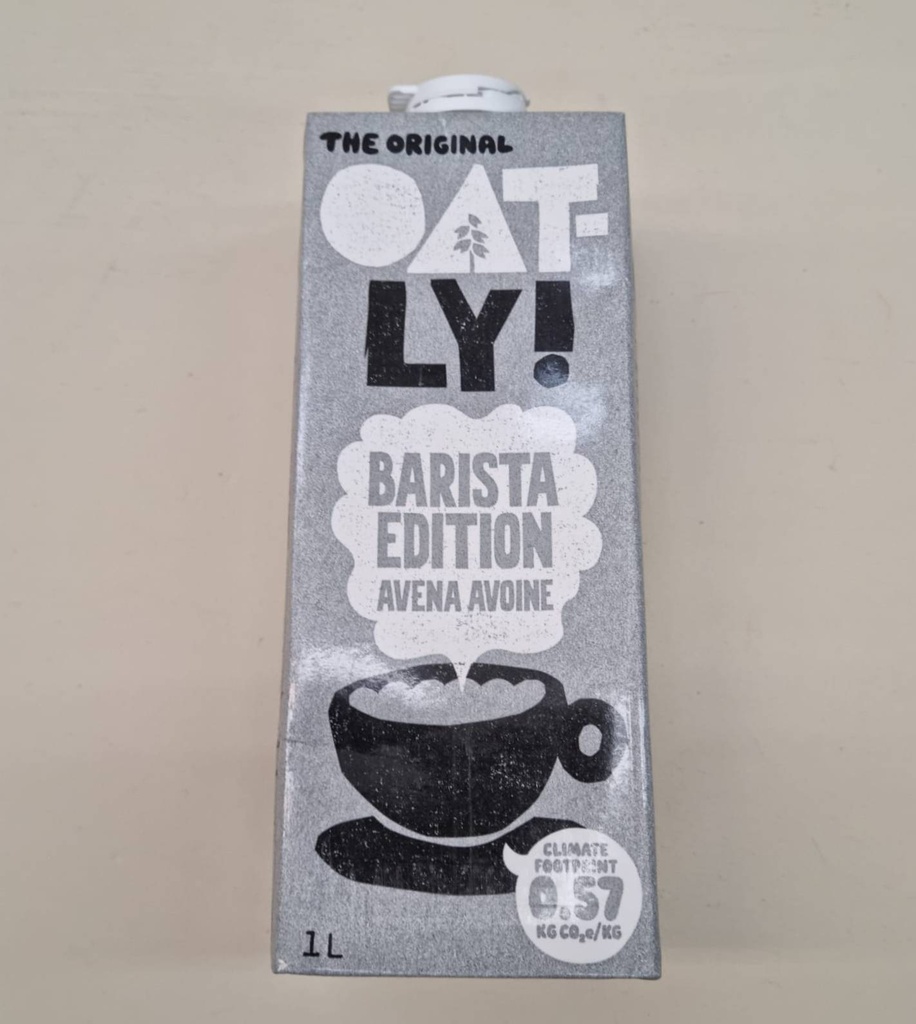 THE ORIGINAL
OAT-
LY!
BARISTA
EDITION
AVENA AVOINE
CLIMATE
FOOTPRINT
0.57
KG CO₂e/KG
1L